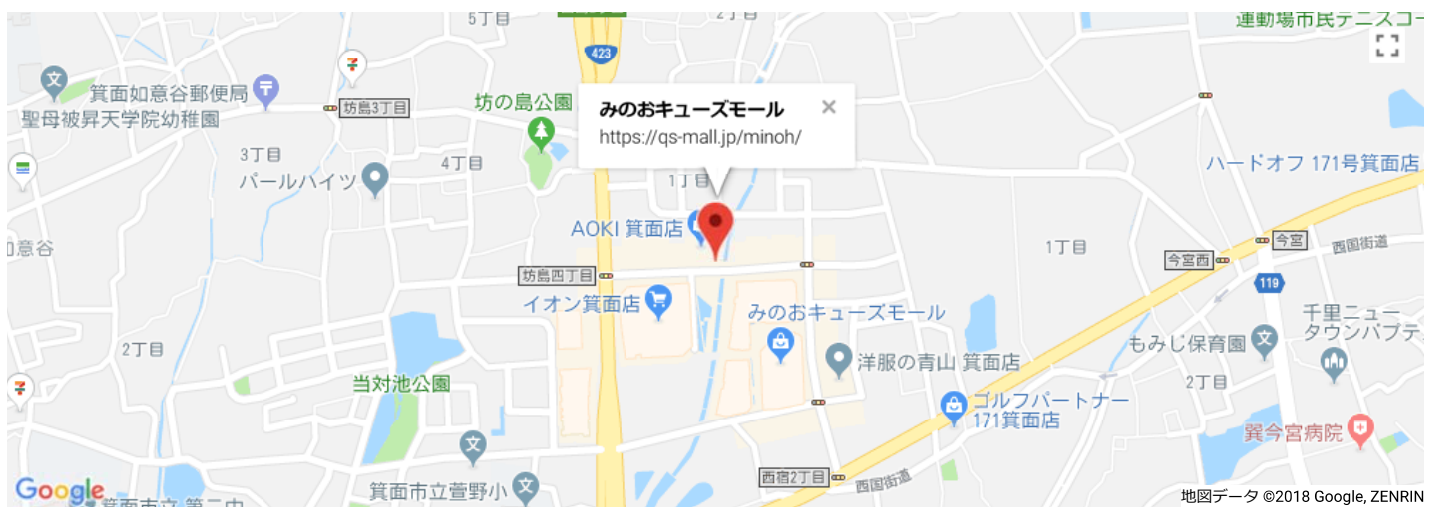 5丁目
2丁目
運動場市民テニスコー
423
箕面如意谷郵便局
聖母被昇天学院幼稚園
坊島3丁目
坊の島公園
みのおキューズモール
https://qs-mall.jp/minoh/
3丁目
パールハイツ
4丁目
1丁目
ハードオフ 171号箕面店
AOKI 箕面店
如意谷
1丁目
今宮
西国街道
今宮西
坊島四丁目
119
イオン箕面店
みのおキューズモール
千里ニュー
タウンバプテ
2丁目
もみじ保育園
洋服の青山 箕面店
当対池公園
2丁目
ゴルフパートナー
171箕面店
巽今宮病院
西宿2丁目
西国街道
箕面市立萱野小
Google
箕面市立 第二中
地図データ ©2018 Google, ZENRIN